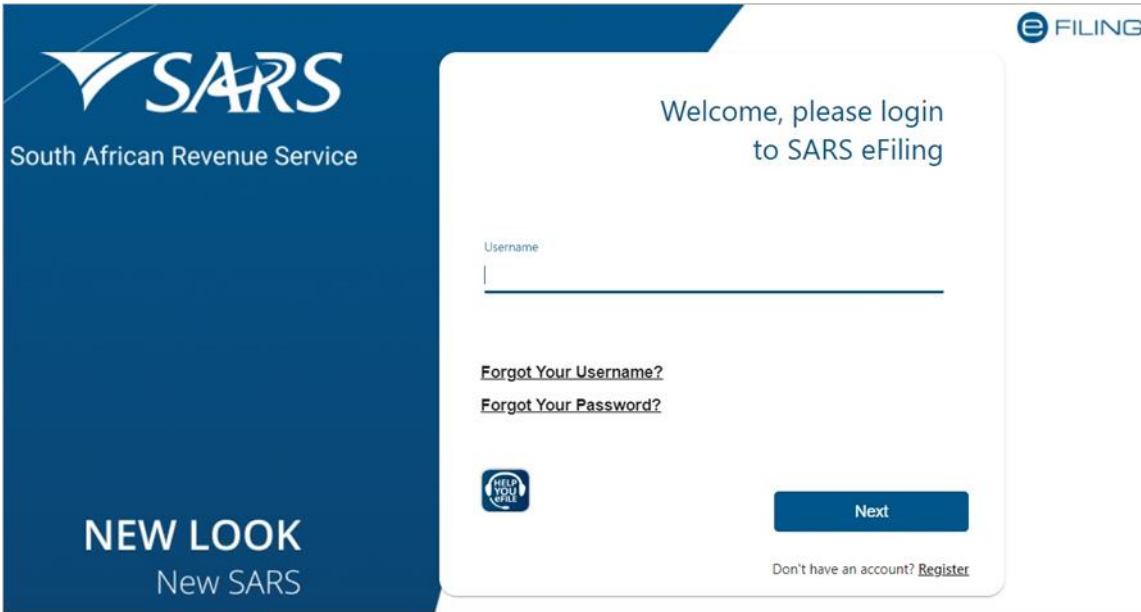 SARS
South African Revenue Service
NEW LOOK
New SARS
e FILING
Welcome, please login
to SARS eFiling
Username
Forgot Your Username?
Forgot Your Password?
HELP
YOU
eFILE
Next
Don't have an account? Register